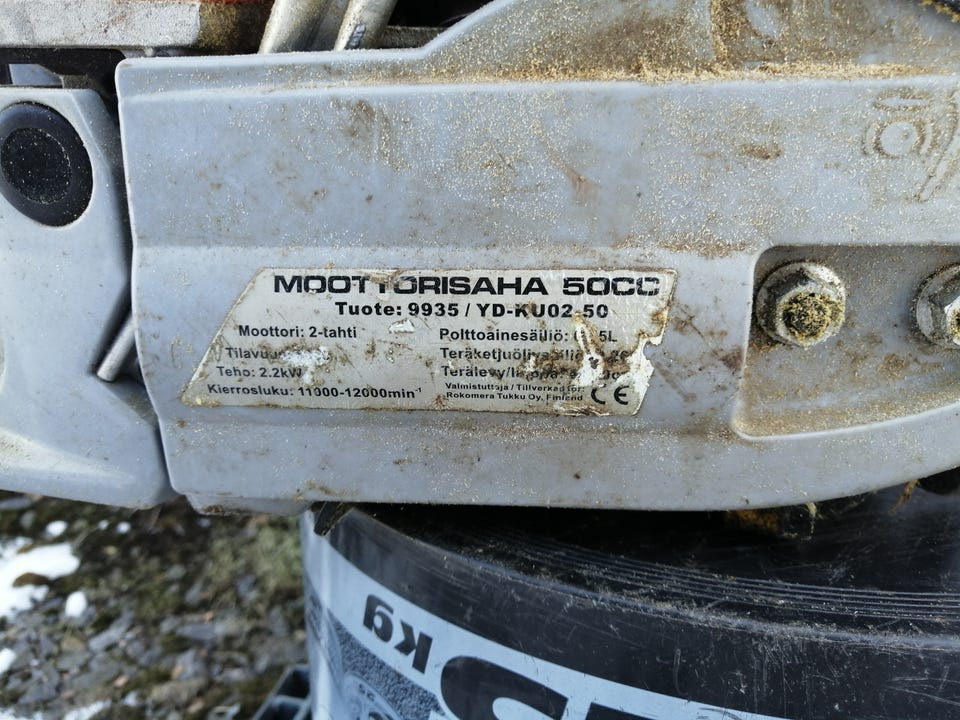 MOOTTORISAHA 50CC
Tuote: 9935 / YD-KU02-50
Moottori: 2-tahti
Polttoainesäiliö:
Teho: 2.2kW
Kierrosluku: 11000-12000min⁻¹
Valmistuttaja / Tillverkad för:
Rokomera Tukku Oy, Finland
CE
kg